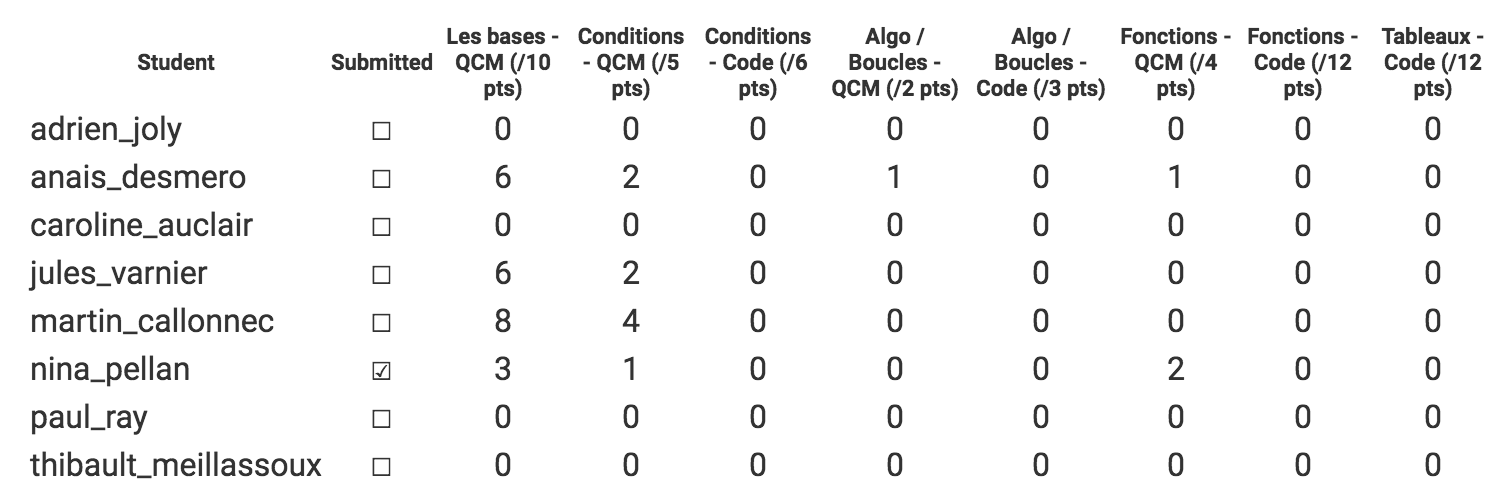 Student Submitted Les bases - QCM (/10 pts) Conditions - QCM (/5 pts) Conditions - Code (/6 pts) Algo / Boucles - QCM (/2 pts) Algo / Boucles - Code (/3 pts) Fonctions - QCM (/4 pts) Fonctions - Code (/12 pts) Tableaux - Code (/12 pts)
adrien_joly ☐ 0 0 0 0 0 0 0 0
anais_desmero ☐ 6 2 0 1 0 1 0 0
caroline_auclair ☐ 0 0 0 0 0 0 0 0
jules_varnier ☐ 6 2 0 0 0 0 0 0
martin_callonnec ☐ 8 4 0 0 0 0 0 0
nina_pellan ☑ 3 1 0 0 0 2 0 0
paul_ray ☐ 0 0 0 0 0 0 0 0
thibault_meillassoux ☐ 0 0 0 0 0 0 0 0